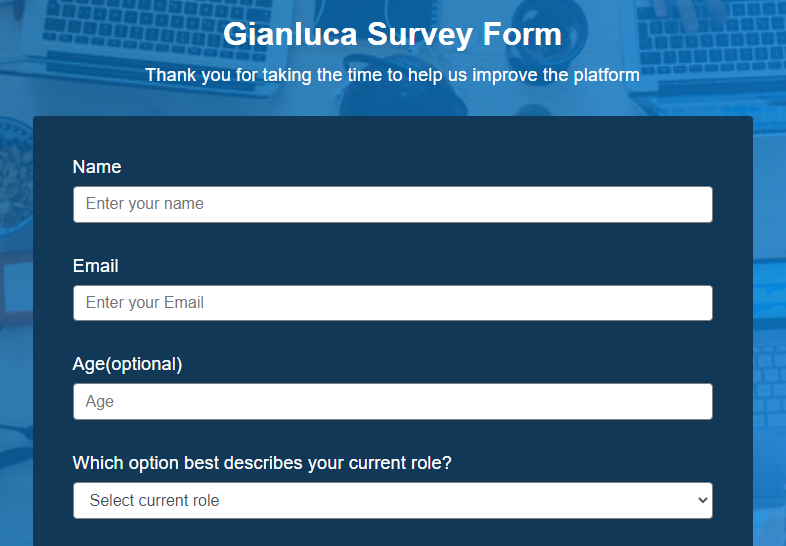 Gianluca Survey Form
Thank you for taking the time to help us improve the platform
Name
Enter your name
Email
Enter your Email
Age(optional)
Age
Which option best describes your current role?
Select current role